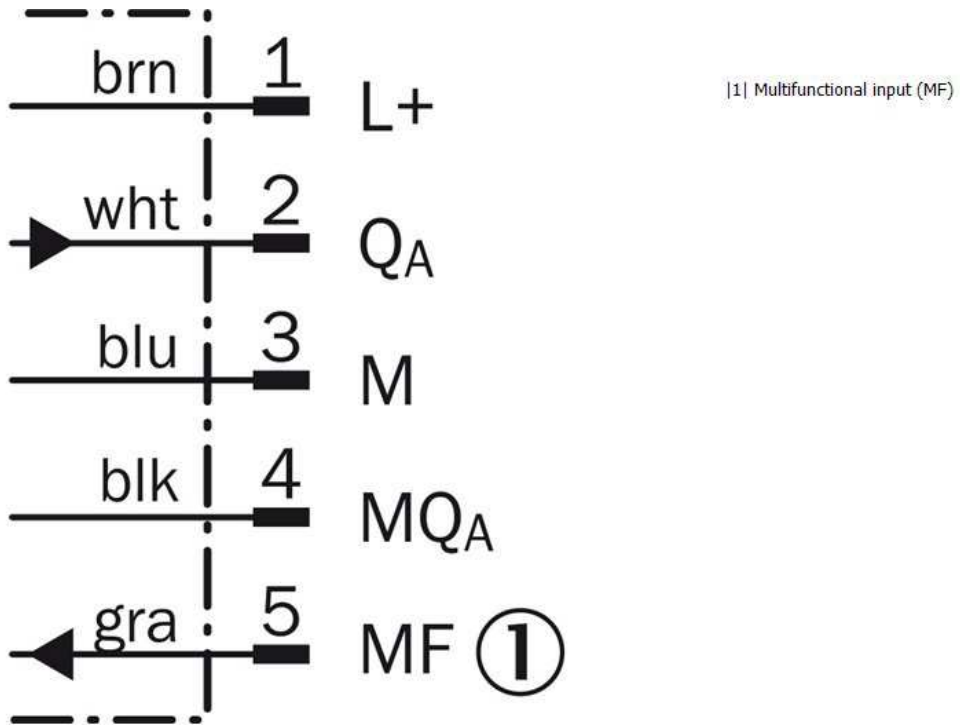 brn 1 L+
|1| Multifunctional input (MF)
wht 2 QA
blu 3 M
blk 4 MQA
gra 5 MF ①